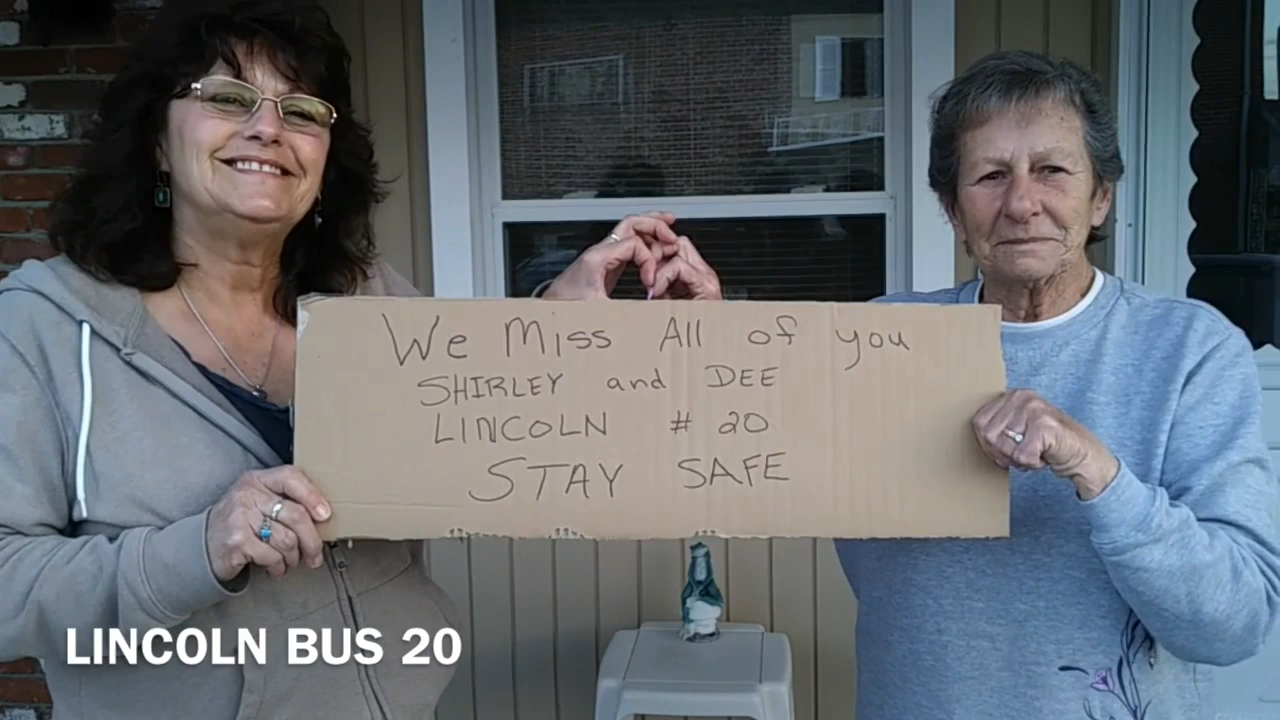 We Miss All of you
SHIRLEY and DEE
LINCOLN # 20
STAY SAFE
LINCOLN BUS 20